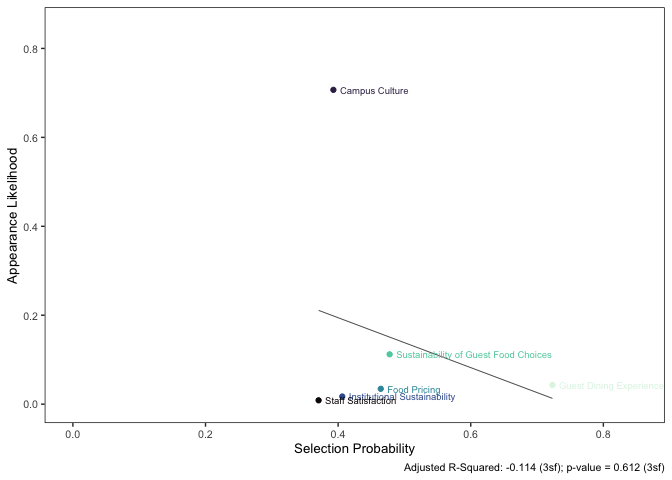 0.8
0.6
0.4
0.2
0.0
Appearance Likelihood
Campus Culture
Sustainability of Guest Food Choices
Guest Dining Experience
Food Pricing
Institutional Sustainability
Staff Satisfaction
0.0 0.2 0.4 0.6 0.8
Selection Probability
Adjusted R-Squared: -0.114 (3sf); p-value = 0.612 (3sf)